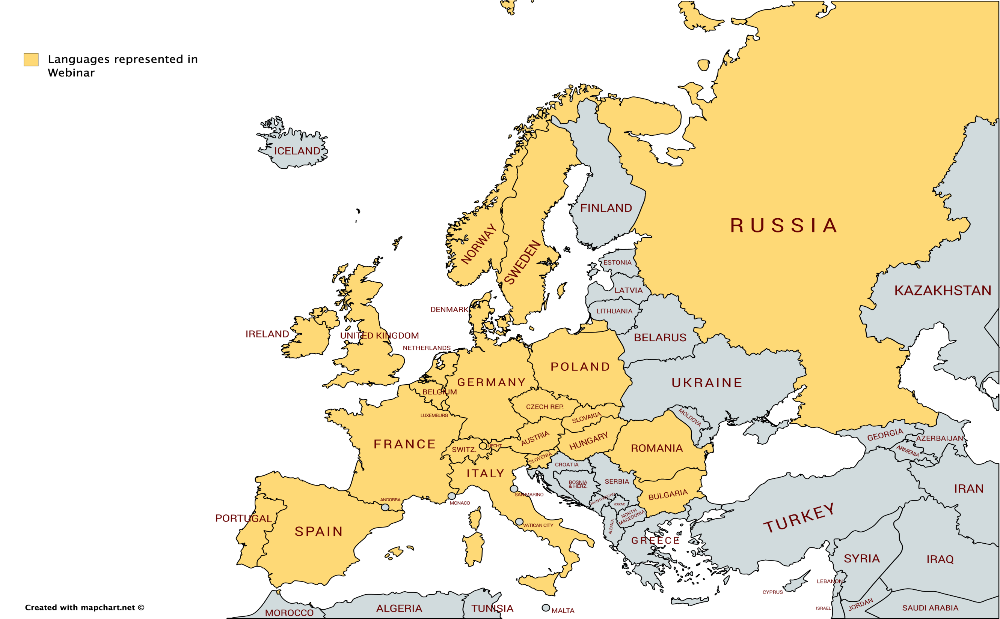 Languages represented in
Webinar
ICELAND
FINLAND
RUSSIA
NORWAY
SWEDEN
ESTONIA
LATVIA
KAZAKHSTAN
DENMARK
LITHUANIA
IRELAND
UNITED KINGDOM
BELARUS
NETHERLANDS
POLAND
GERMANY
UKRAINE
BELGIUM
CZECH REP.
LUXEMBURG
SLOVAKIA
MOLDOVA
FRANCE
SWITZ.
LIECHT.
AUSTRIA
HUNGARY
ROMANIA
GEORGIA
AZERBAIJAN
ARMENIA
SLOVENIA
CROATIA
ITALY
BOSNIA
& HERZ.
SERBIA
IRAN
ANDORRA
MONACO
SAN MARINO
MONTENEGRO
KOSOVO
BULGARIA
PORTUGAL
SPAIN
VATICAN CITY
ALBANIA
NORTH
MACEDONIA
TURKEY
GREECE
SYRIA
IRAQ
CYPRUS
LEBANON
ISRAEL
JORDAN
SAUDI ARABIA
MOROCCO
ALGERIA
TUNISIA
MALTA
Created with mapchart.net ©